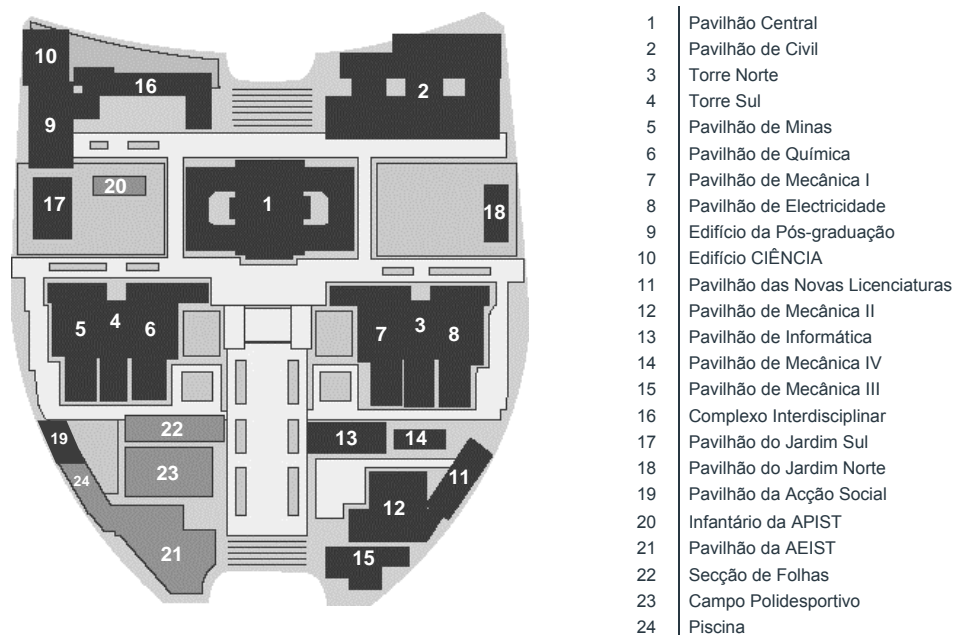 10
16
2
9
20
17
1
18
5
4
6
7
3
8
19
22
13
14
24
23
11
12
21
15
1 Pavilhão Central
2 Pavilhão de Civil
3 Torre Norte
4 Torre Sul
5 Pavilhão de Minas
6 Pavilhão de Química
7 Pavilhão de Mecânica I
8 Pavilhão de Electricidade
9 Edifício da Pós-graduação
10 Edifício CIÊNCIA
11 Pavilhão das Novas Licenciaturas
12 Pavilhão de Mecânica II
13 Pavilhão de Informática
14 Pavilhão de Mecânica IV
15 Pavilhão de Mecânica III
16 Complexo Interdisciplinar
17 Pavilhão do Jardim Sul
18 Pavilhão do Jardim Norte
19 Pavilhão da Acção Social
20 Infantário da APIST
21 Pavilhão da AEIST
22 Secção de Folhas
23 Campo Polidesportivo
24 Piscina